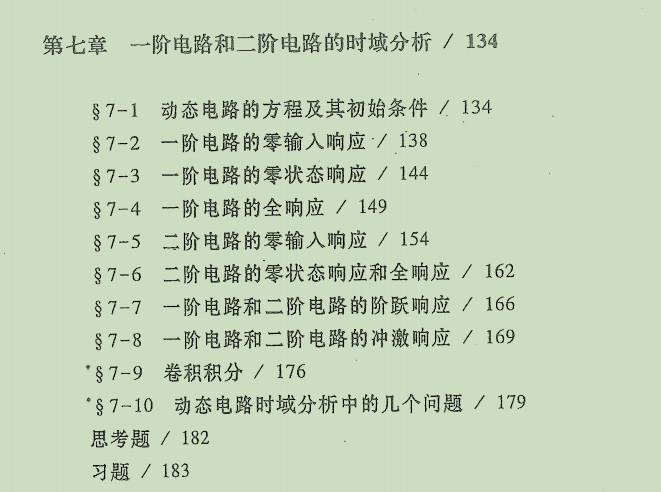 第七章 一阶电路和二阶电路的时域分析 / 134
§7-1 动态电路的方程及其初始条件 / 134
§7-2 一阶电路的零输入响应 / 138
§7-3 一阶电路的零状态响应 / 144
§7-4 一阶电路的全响应 / 149
§7-5 二阶电路的零输入响应 / 154
§7-6 二阶电路的零状态响应和全响应 / 162
§7-7 一阶电路和二阶电路的阶跃响应 / 166
§7-8 一阶电路和二阶电路的冲激响应 / 169
*§7-9 卷积积分 / 176
*§7-10 动态电路时域分析中的几个问题 / 179
思考题 / 182
习题 / 183